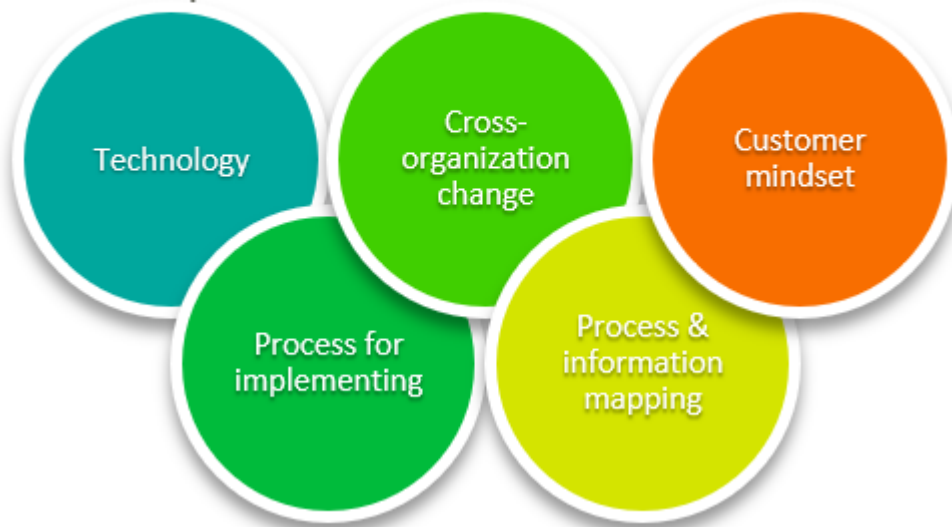 Technology
Cross-
organization
change
Customer
mindset
Process for
implementing
Process &
information
mapping